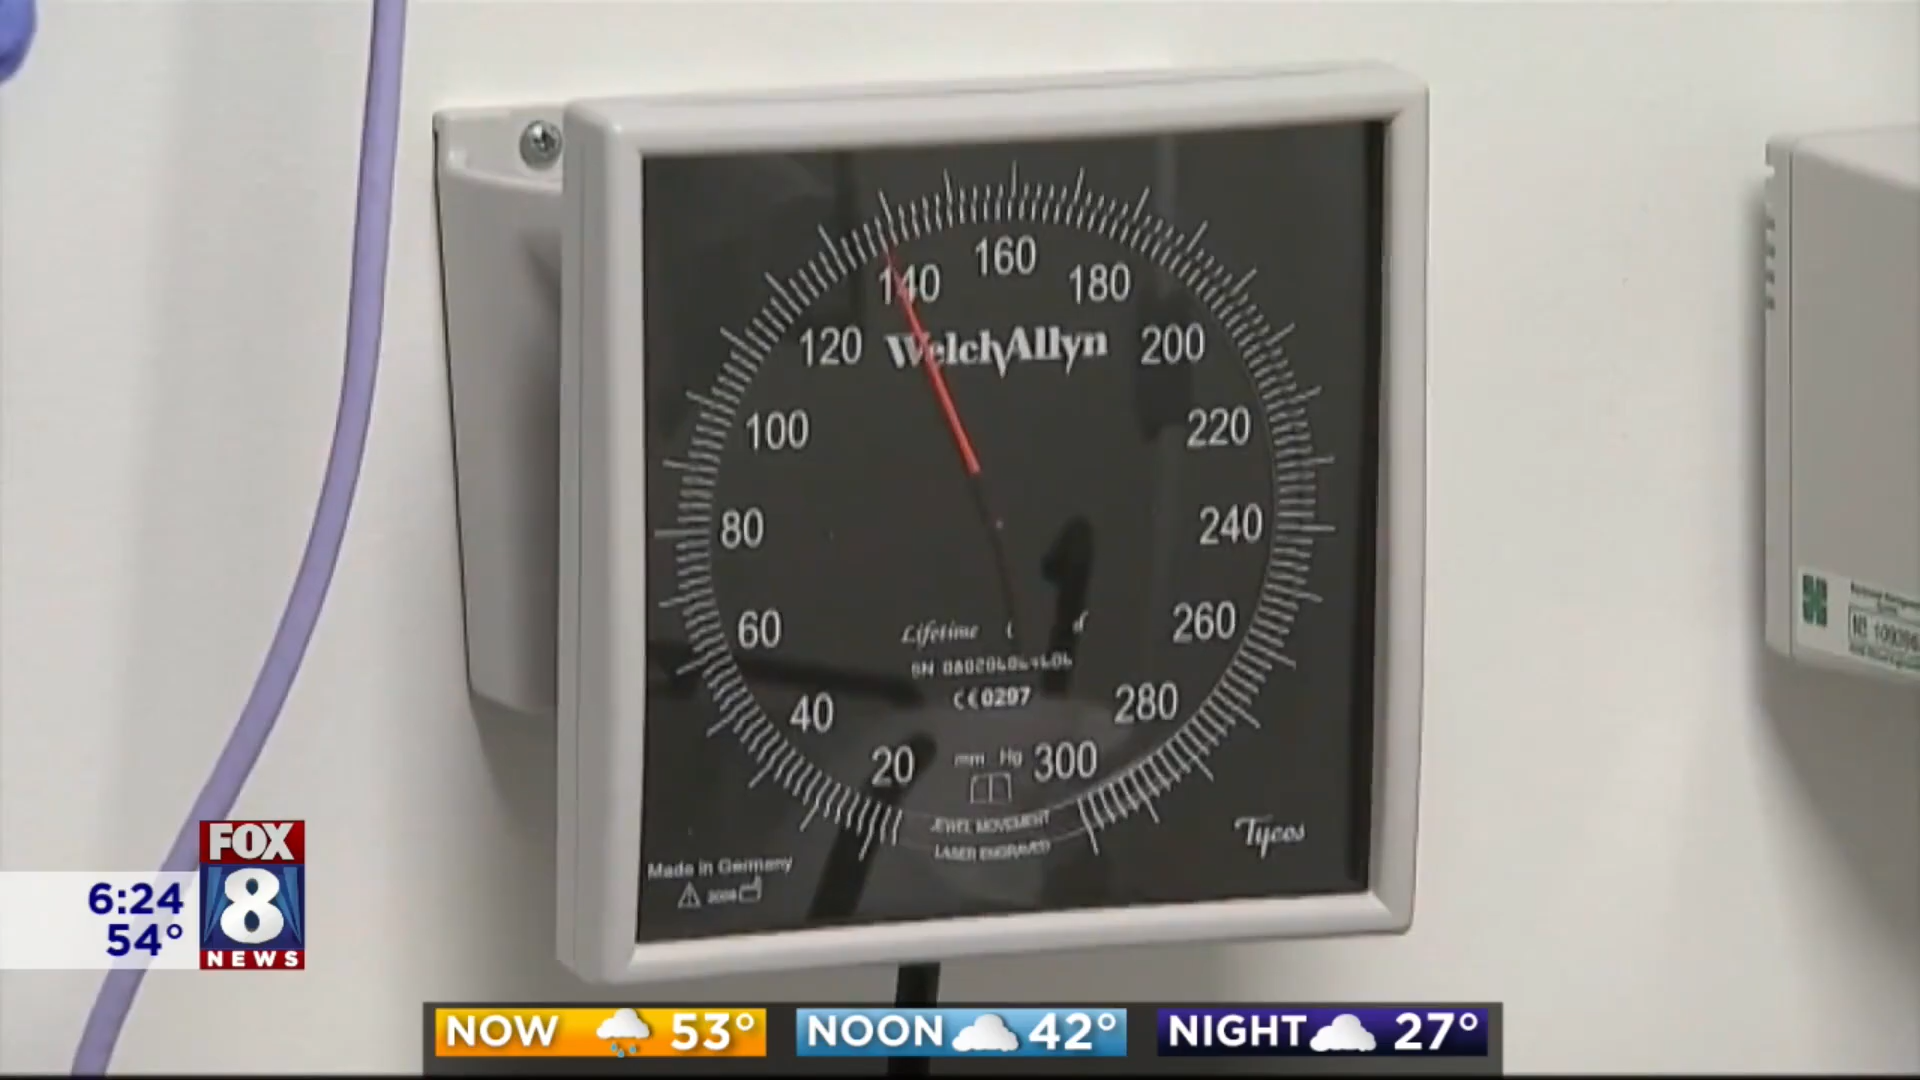 160
140
180
120
WelchAllyn
200
100
220
80
240
60
Lifetime
260
SN
CE0297
40
280
20
mm Hg
300
JEWEL MOVEMENT
LASER ENGRAVED
Tycos
Made in Germany
FOX
8
NEWS
6:24
54°
NOW 53°
NOON 42°
NIGHT 27°